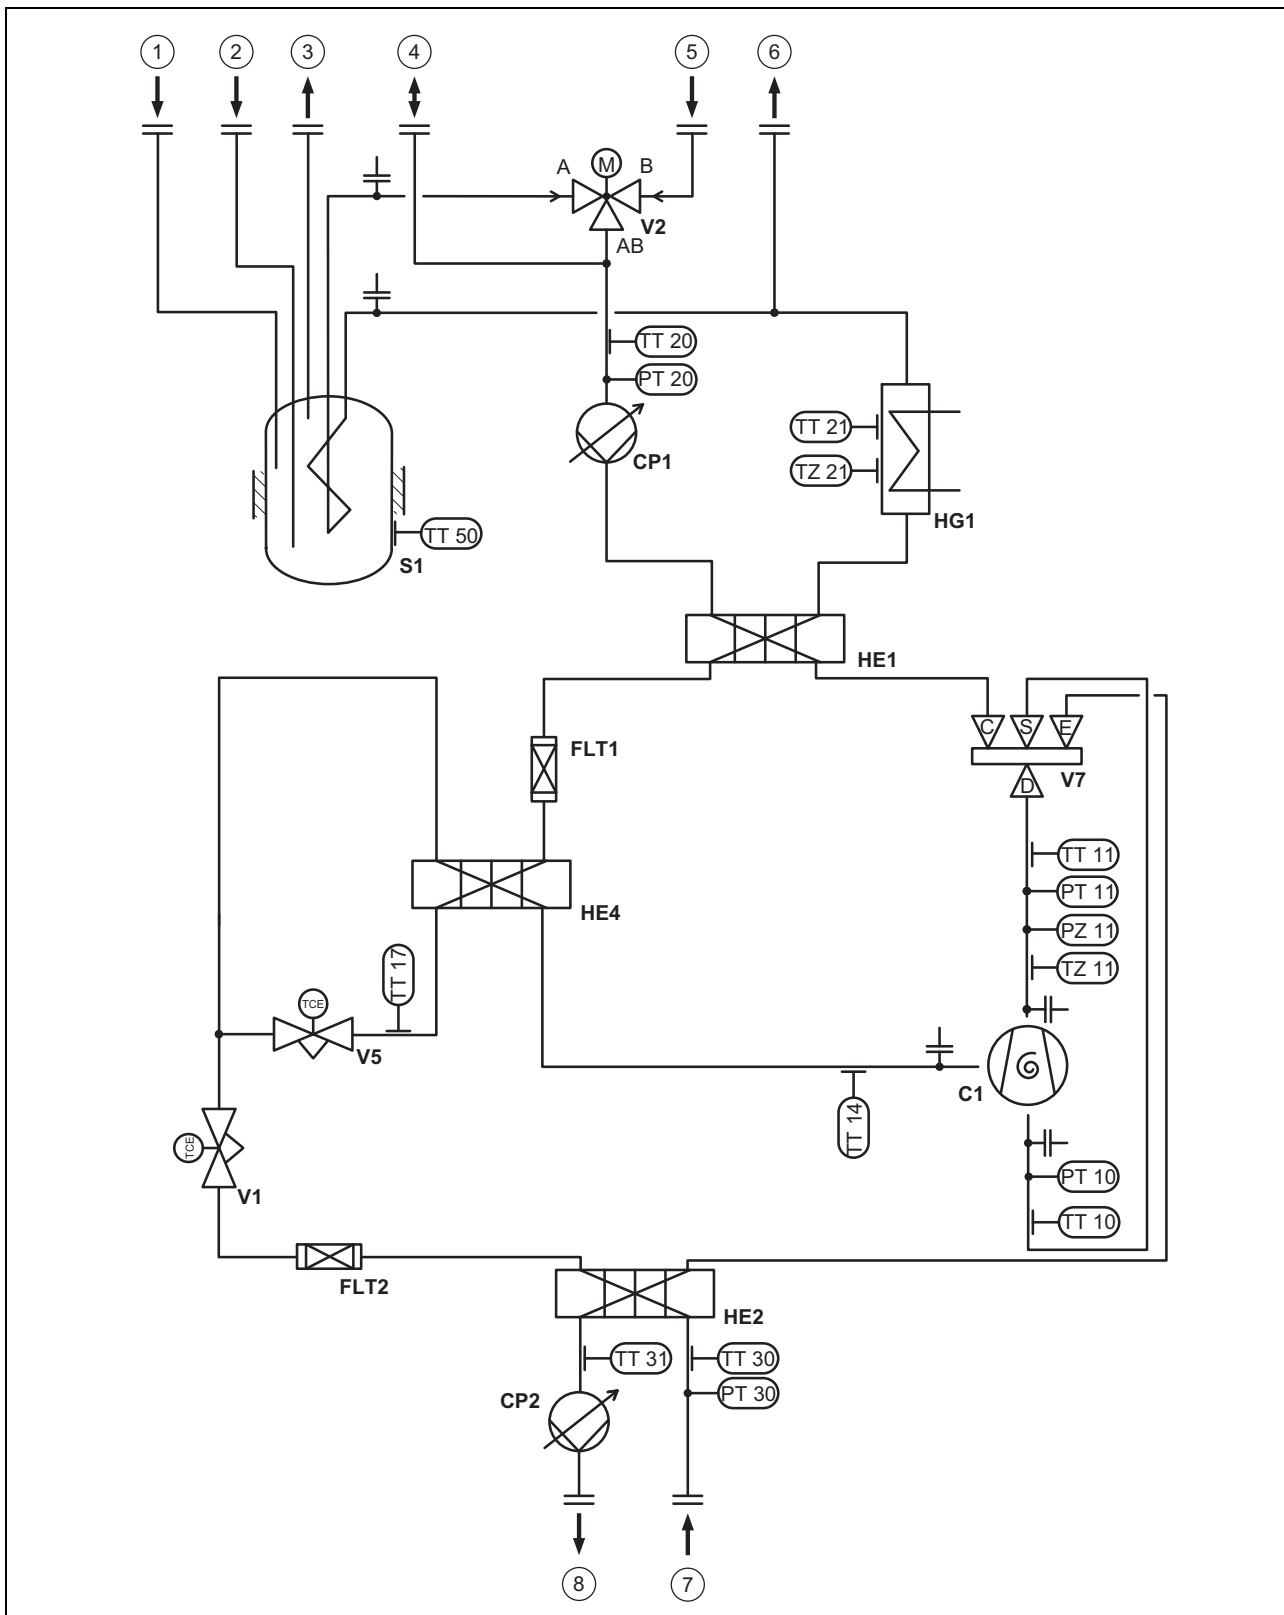 1
2
3
4
5
6
A
M
B
V2
AB
TT 20
PT 20
CP1
TT 21
TZ 21
HG1
TT 50
S1
HE1
C
S
E
D
V7
FLT1
HE4
TT 11
PT 11
PZ 11
TZ 11
TT 17
TCE
V5
C1
TT 14
TCE
V1
PT 10
TT 10
FLT2
HE2
TT 31
TT 30
PT 30
CP2
8
7